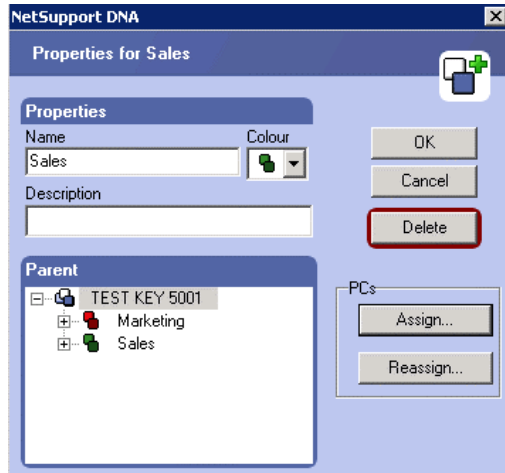 NetSupport DNA
Properties for Sales
Properties
Name
Colour
Sales
Description
OK
Cancel
Delete
Parent
TEST KEY 5001
Marketing
Sales
PCs
Assign...
Reassign...